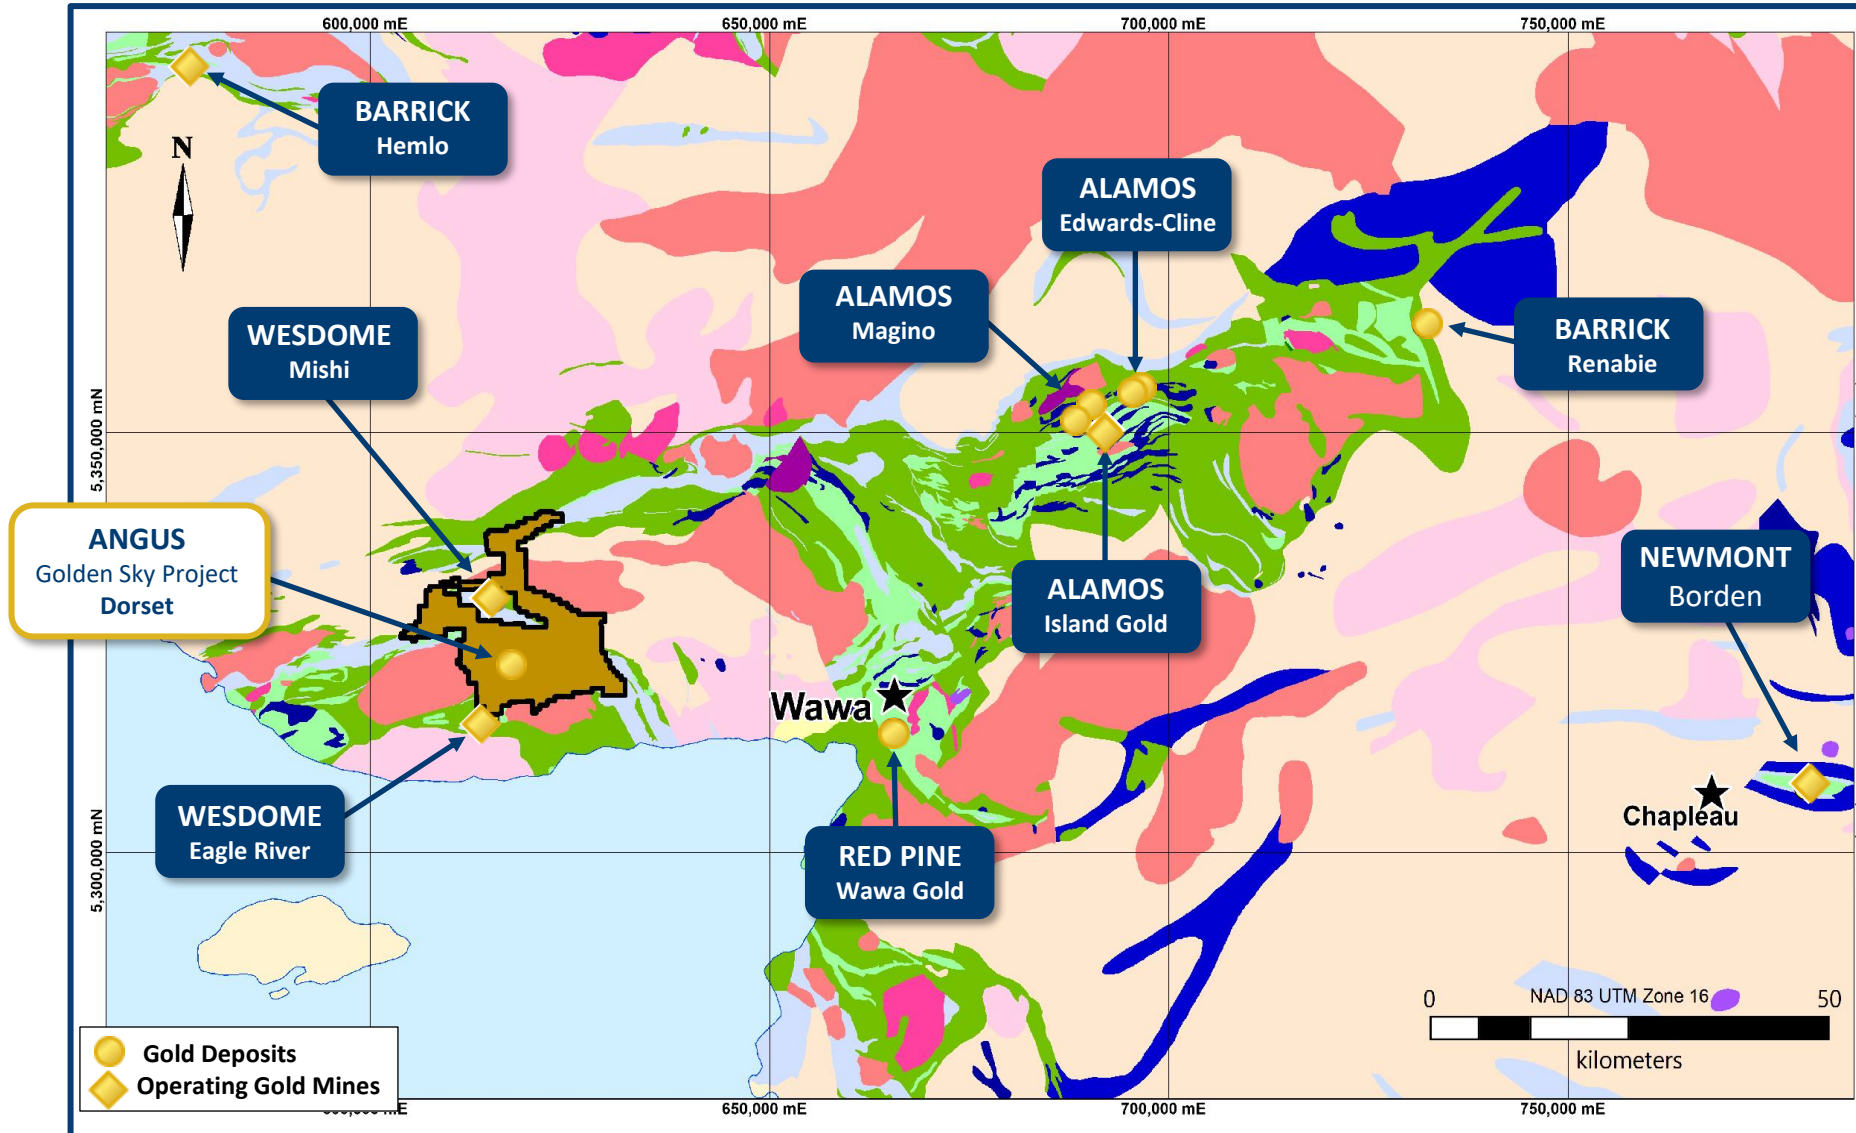 600,000 mE
650,000 mE
700,000 mE
750,000 mE
BARRICK
Hemlo
N
ALAMOS
Edwards-Cline
ALAMOS
Magino
WESDOME
Mishi
BARRICK
Renabie
5,350,000 mN
ANGUS
Golden Sky Project
Dorset
NEWMONT
Borden
ALAMOS
Island Gold
Wawa
WESDOME
Eagle River
Chapleau
RED PINE
Wawa Gold
5,300,000 mN
0
NAD 83 UTM Zone 16
50
kilometers
Gold Deposits
Operating Gold Mines
600,000 mE
650,000 mE
700,000 mE
750,000 mE